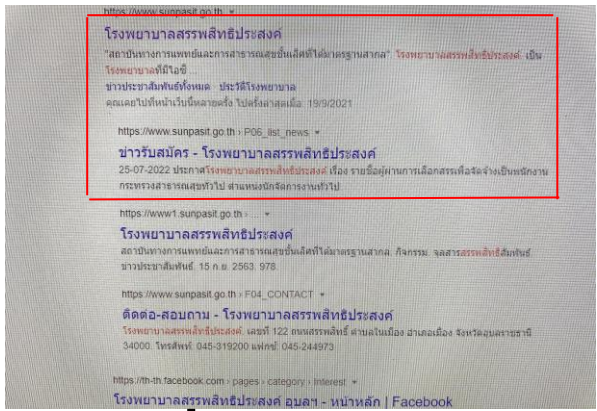 https://www.sunpasit.go.th
โรงพยาบาลสรรพสิทธิประสงค์
"สถาบันทางการแพทย์และการสาธารณสุขชั้นเลิศที่ได้มาตรฐานสากล". โรงพยาบาลสรรพสิทธิประสงค์. เป็น
โรงพยาบาลที่มีไอซี ...
ข่าวประชาสัมพันธ์ทั้งหมด · ประวัติโรงพยาบาล
คุณเคยไปที่หน้าเว็บนี้หลายครั้ง ไปครั้งล่าสุดเมื่อ: 19/9/2021
https://www.sunpasit.go.th › P06_list_news
ข่าวรับสมัคร - โรงพยาบาลสรรพสิทธิประสงค์
25-07-2022 ประกาศโรงพยาบาลสรรพสิทธิประสงค์ เรื่อง รายชื่อผู้ผ่านการเลือกสรรเพื่อจัดจ้างเป็นพนักงาน
กระทรวงสาธารณสุขทั่วไป ตำแหน่งนักจัดการงานทั่วไป
https://www1.sunpasit.go.th › ...
โรงพยาบาลสรรพสิทธิประสงค์
สถาบันทางการแพทย์และการสาธารณสุขชั้นเลิศที่ได้มาตรฐานสากล. กิจกรรม. จุลสารสรรพสิทธิสัมพันธ์
ข่าวประชาสัมพันธ์. 15 ก.ย. 2563. 978.
https://www.sunpasit.go.th › F04_CONTACT
ติดต่อ-สอบถาม - โรงพยาบาลสรรพสิทธิประสงค์
โรงพยาบาลสรรพสิทธิประสงค์. เลขที่ 122 ถนนสรรพสิทธิ์ ตำบลในเมือง อำเภอเมือง จังหวัดอุบลราชธานี
34000. โทรศัพท์. 045-319200 แฟกซ์. 045-244973.
https://th-th.facebook.com › pages › category › Interest
โรงพยาบาลสรรพสิทธิประสงค์ อุบลฯ - หน้าหลัก | Facebook